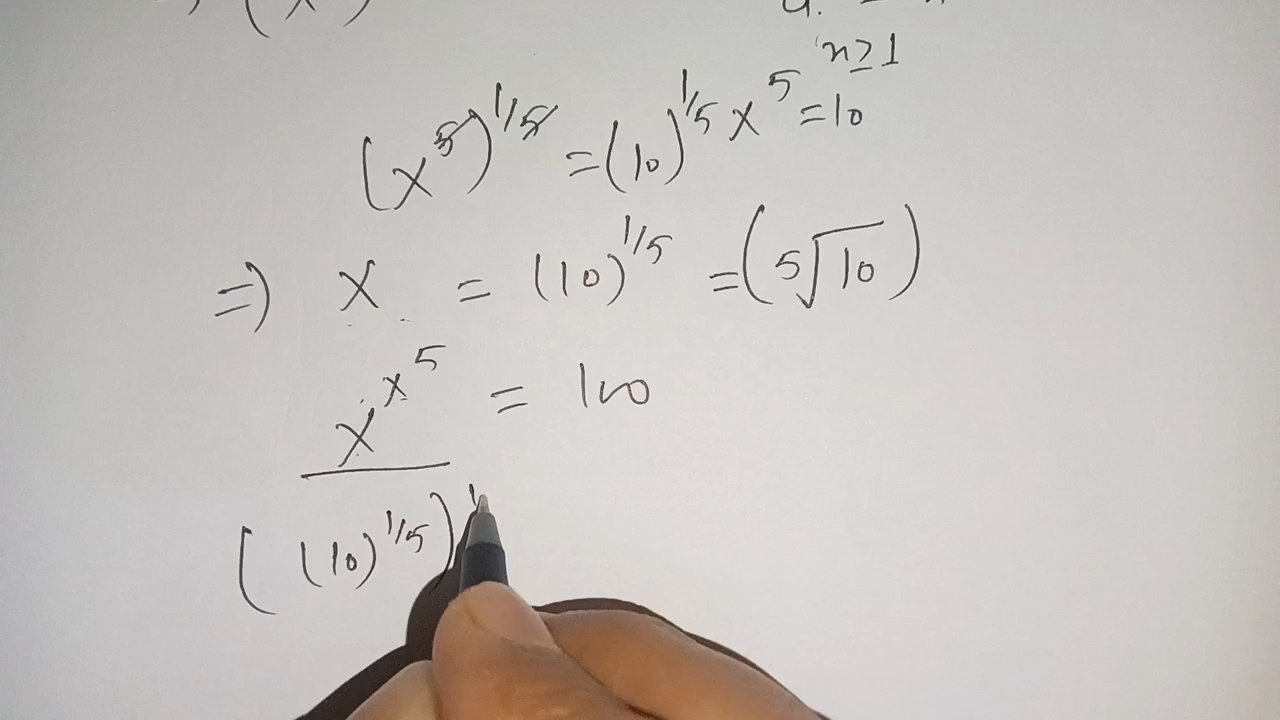 n ≥ 1
(x^5)^1/5 = (10)^1/5 x^5 = 10
=> x = (10)^1/5 = (5√10)
x^x^5 = 100
((10)^1/5)^1